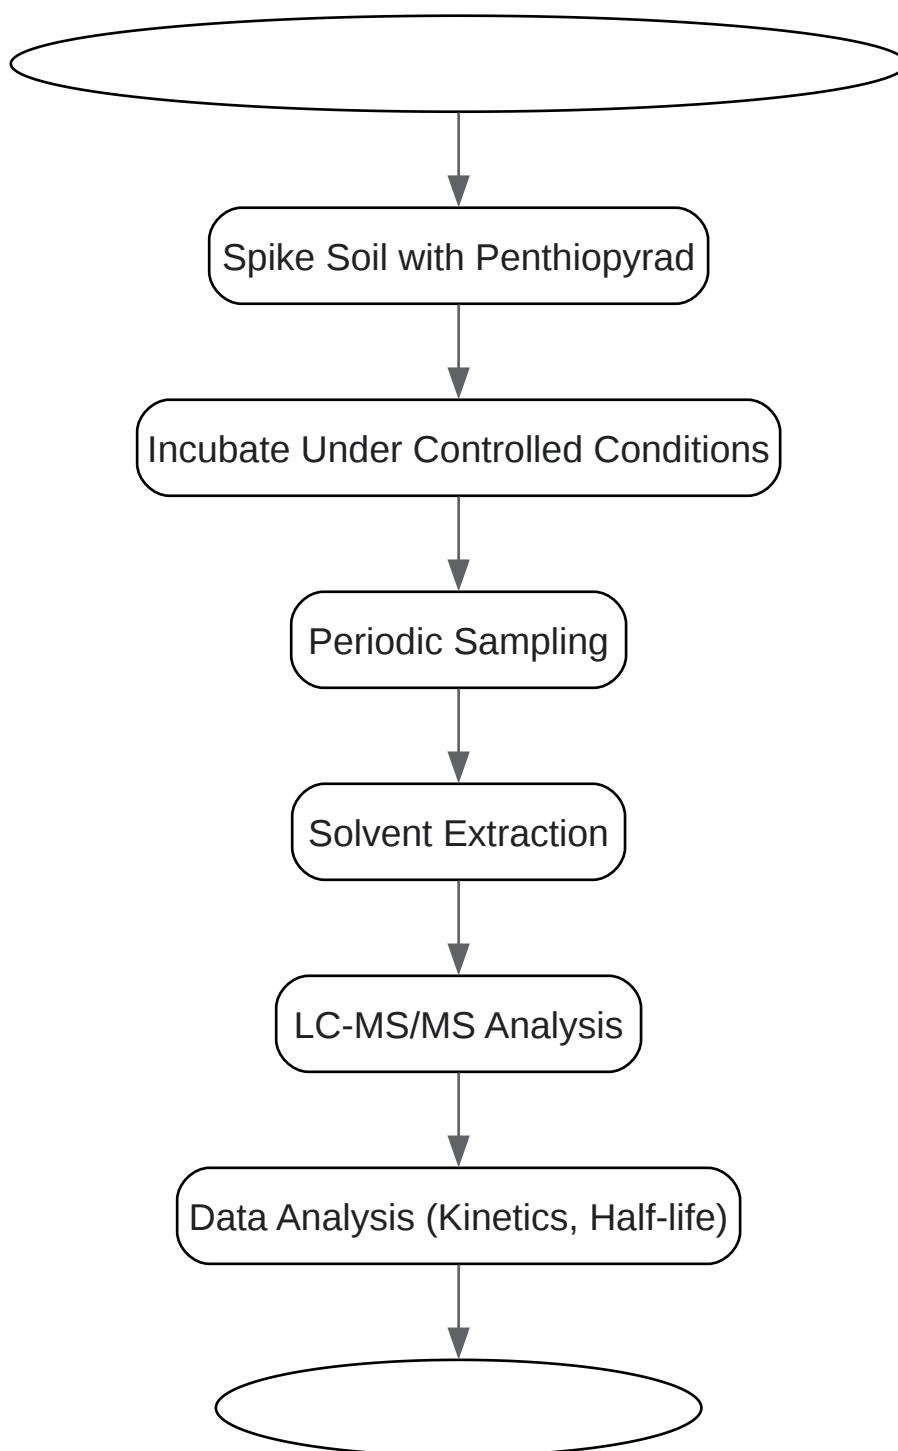 Spike Soil with Penthiopyrad
Incubate Under Controlled Conditions
Periodic Sampling
Solvent Extraction
LC-MS/MS Analysis
Data Analysis (Kinetics, Half-life)